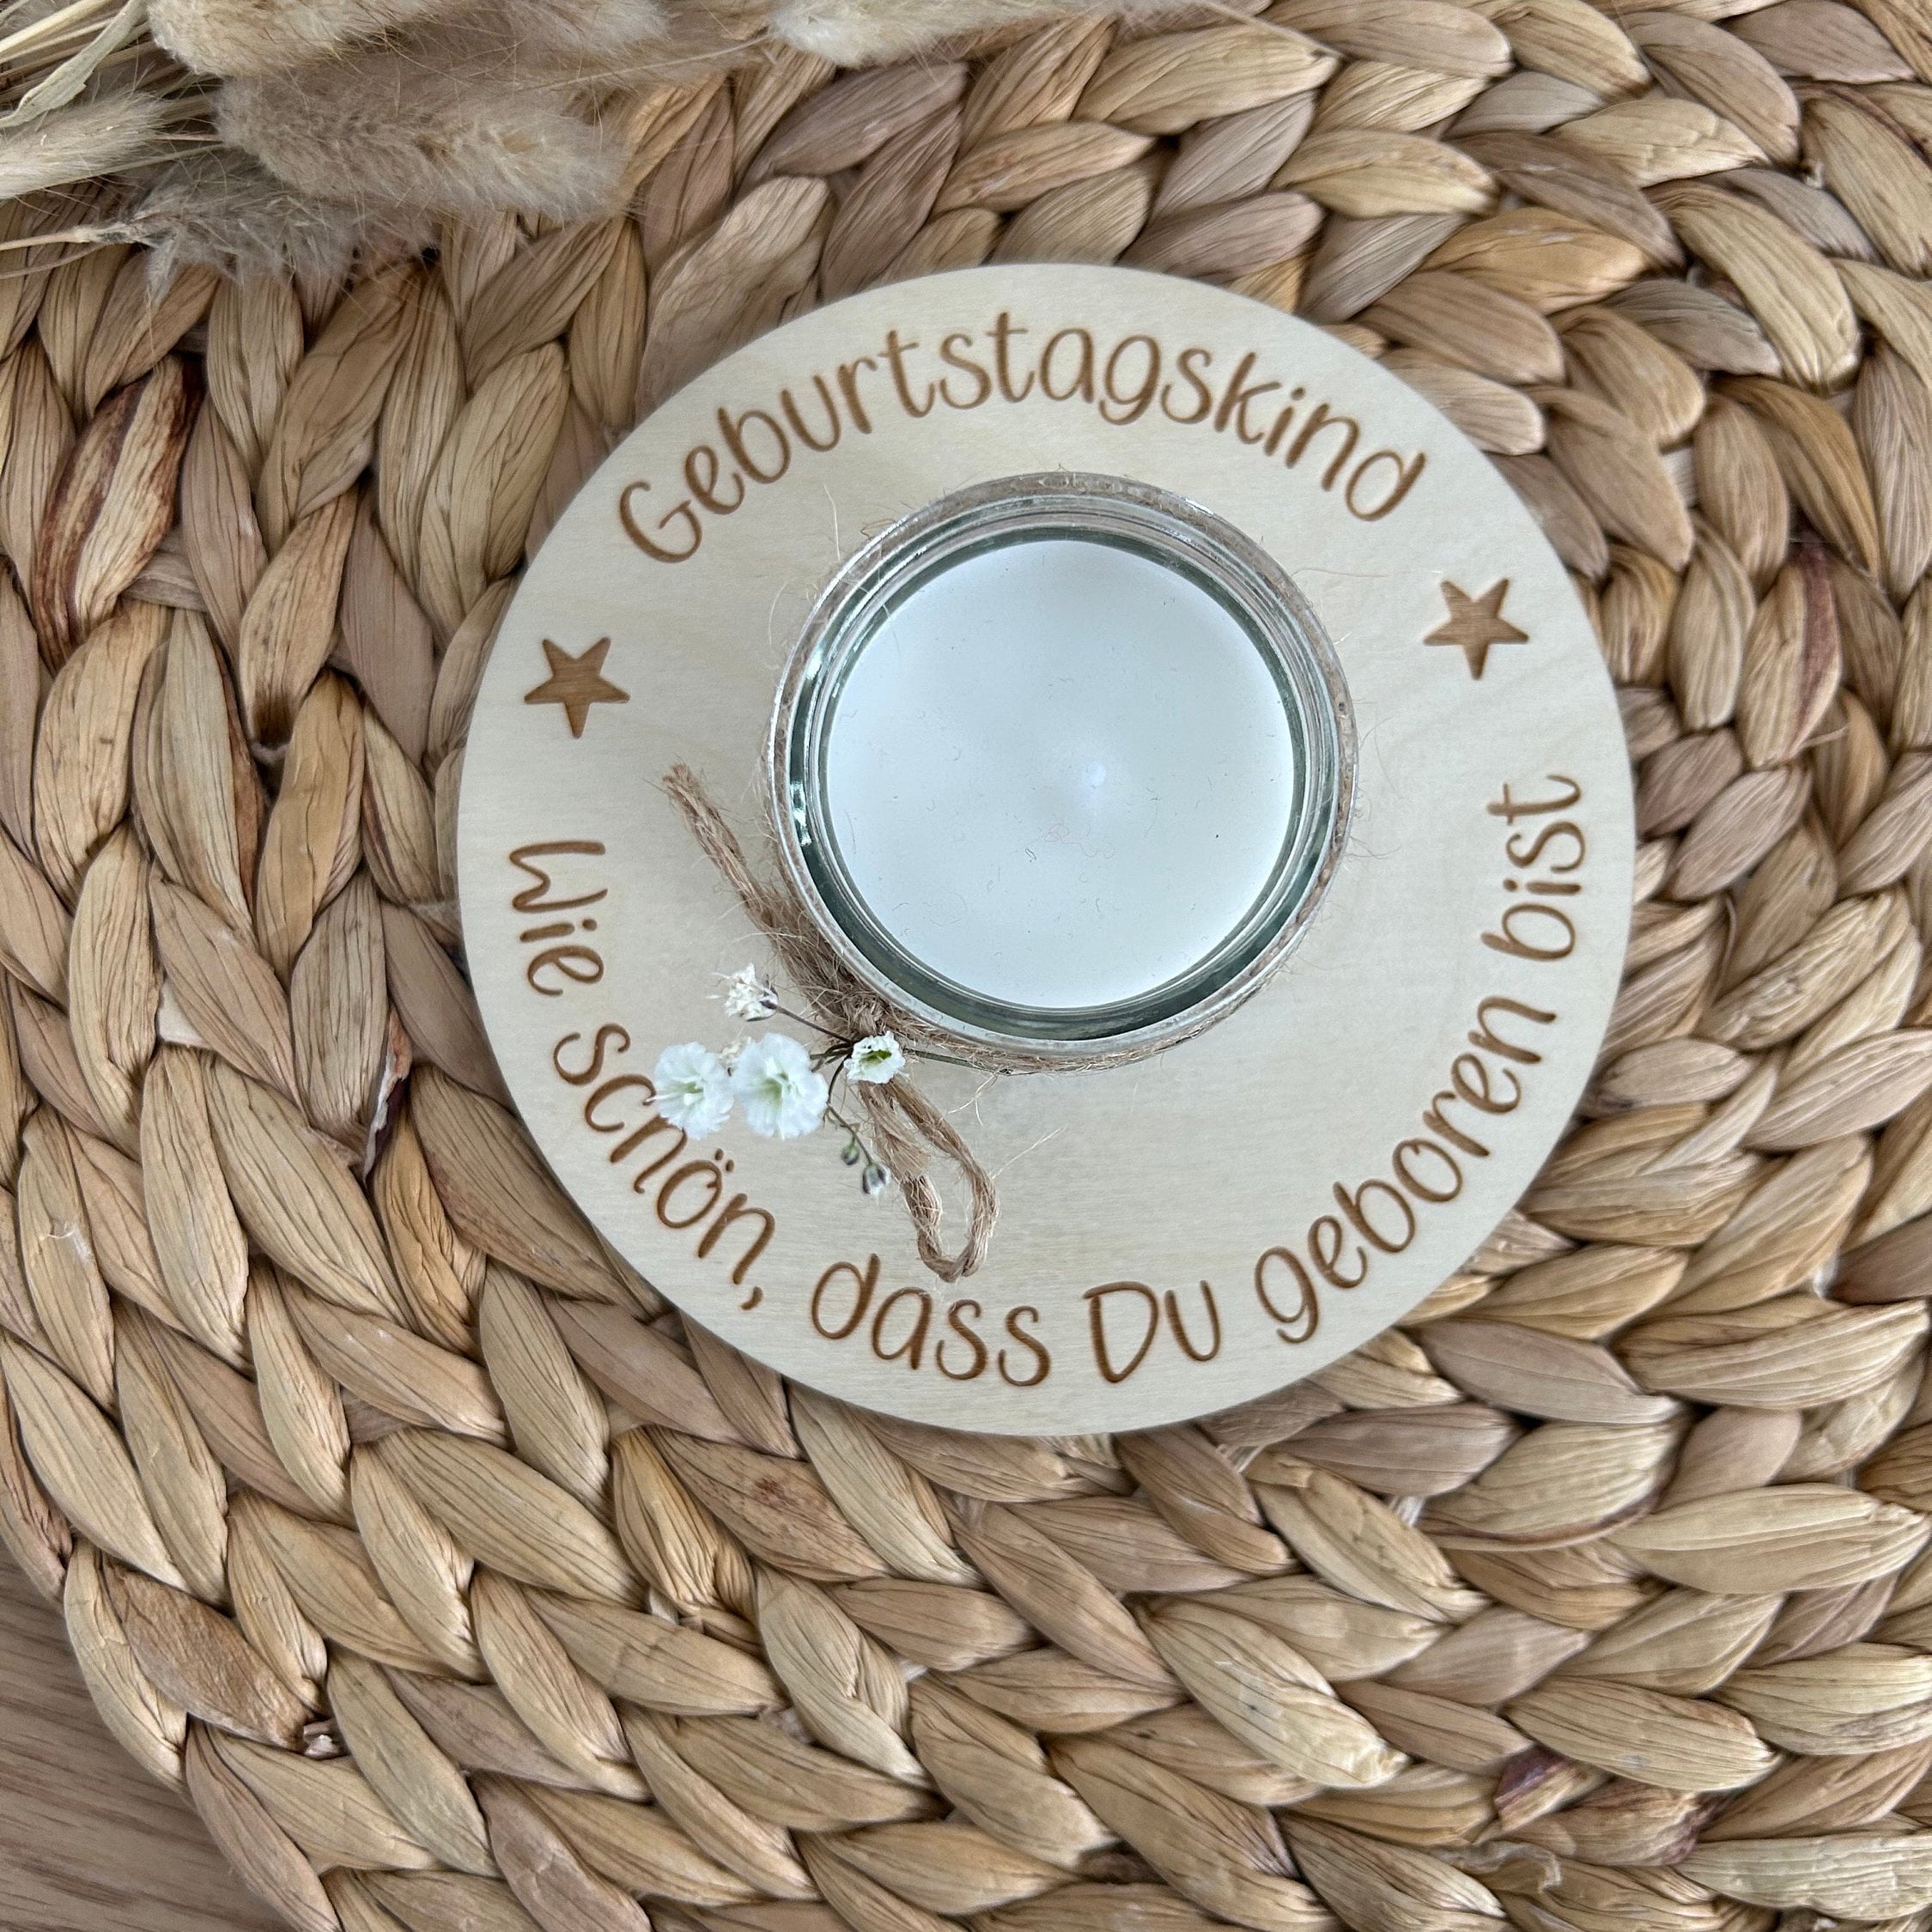 Geburtstagskind
Wie schön, dass Du geboren bist